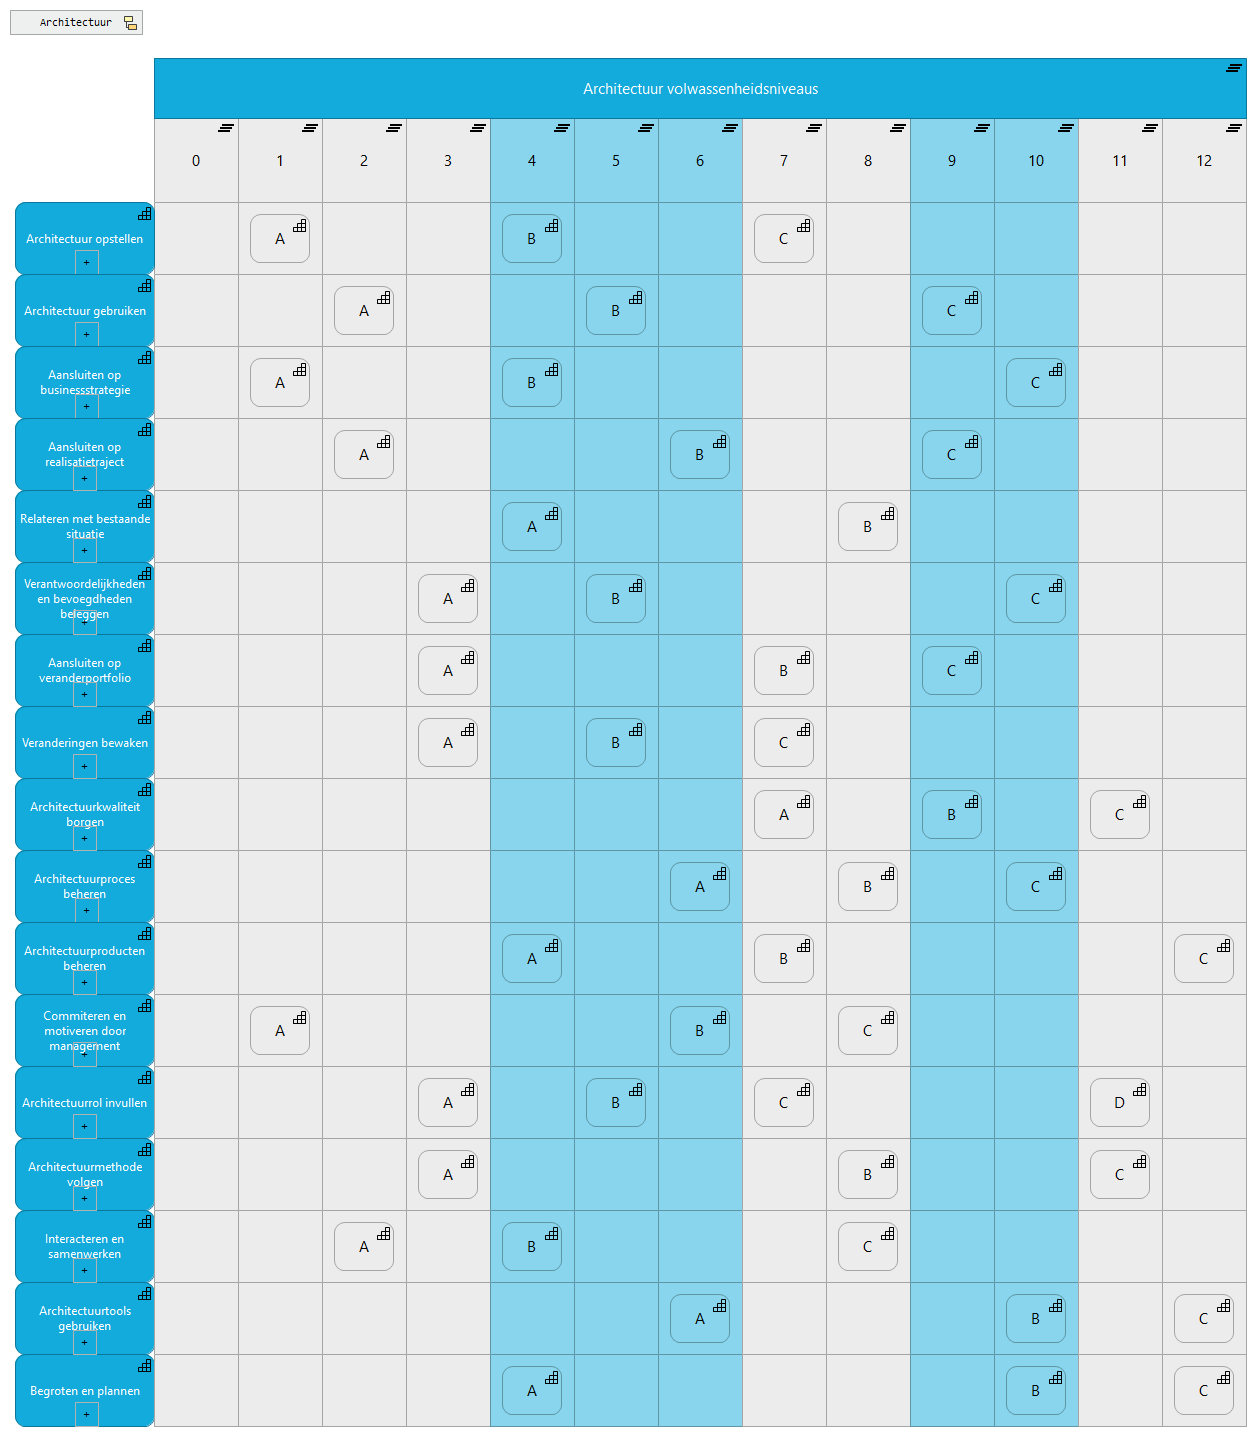 Architectuur
Architectuur volwassenheidsniveaus
0 1 2 3 4 5 6 7 8 9 10 11 12
Architectuur opstellen
+
A B C
Architectuur gebruiken
+
A B C
Aansluiten op
businessstrategie
+
A B C
Aansluiten op
realisatietraject
+
A B C
Relateren met bestaande
situatie
+
A B
Verantwoordelijkheden
en bevoegdheden
beleggen
+
A B C
Aansluiten op
veranderportfolio
+
A B C
Veranderingen bewaken
+
A B C
Architectuurkwaliteit
borgen
+
A B C
Architectuurproces
beheren
+
A B C
Architectuurproducten
beheren
+
A B C
Commiteren en
motiveren door
management
+
A B C
Architectuurrol invullen
+
A B C D
Architectuurmethode
volgen
+
A B C
Interacteren en
samenwerken
+
A B C
Architectuurtools
gebruiken
+
A B C
Begroten en plannen
+
A B C